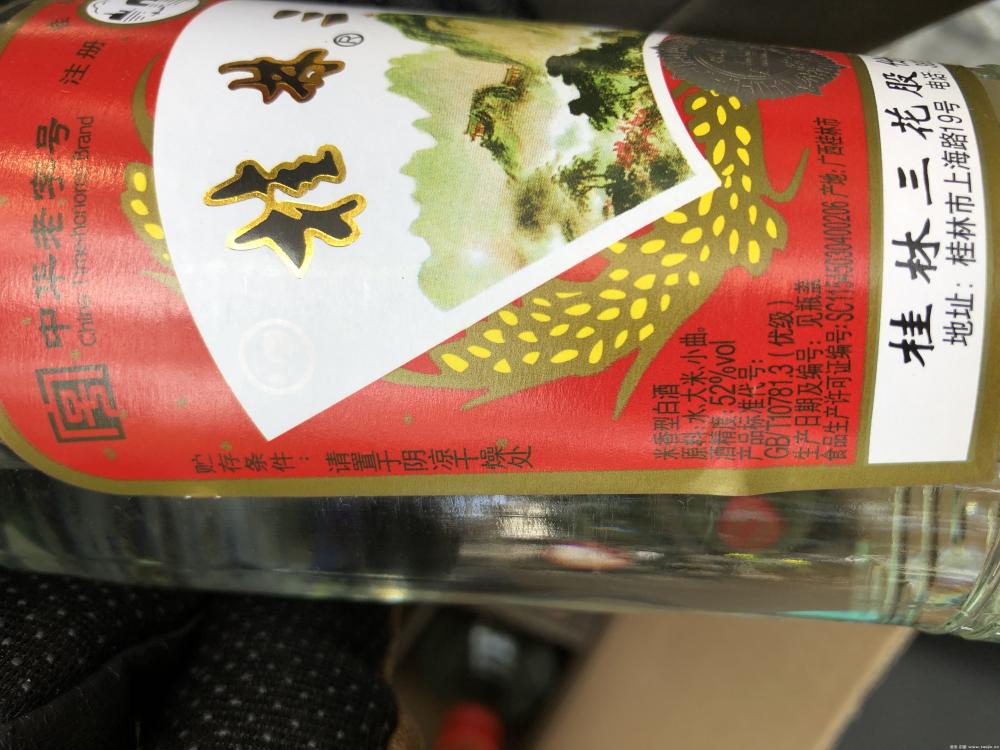 注册
中华老字号
China Time-honored Brand
桂林三
®
贮存条件:
请置于阴凉干燥处
米香型白酒
原料:水、大米、小曲。
酒精度: 52%vol
产品标准代号:
GB/T10781.3(优级)
生产日期及编号: 见瓶盖
食品生产许可证编号:SC11545030400206 产地:广西桂林市
桂林三花股
地址: 桂林市上海路19号 电话